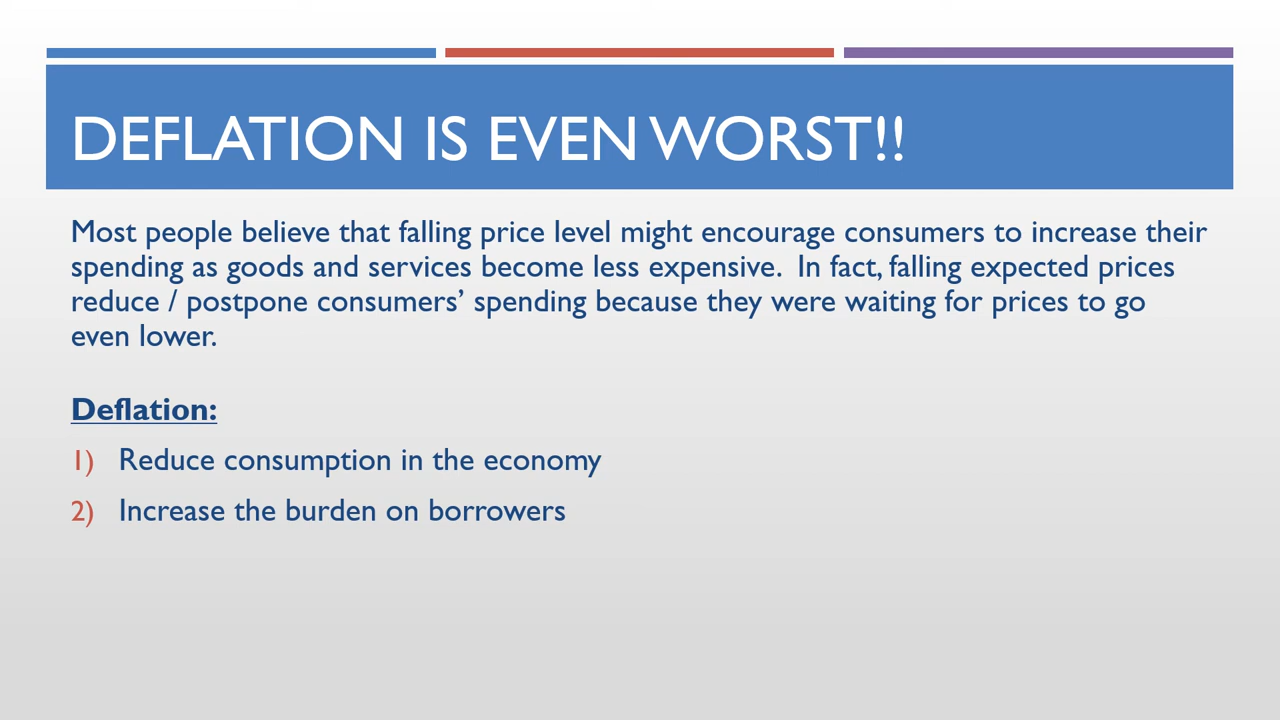 DEFLATION IS EVEN WORST!!
Most people believe that falling price level might encourage consumers to increase their
spending as goods and services become less expensive.  In fact, falling expected prices
reduce / postpone consumers’ spending because they were waiting for prices to go
even lower.
Deflation:
1) Reduce consumption in the economy
2) Increase the burden on borrowers